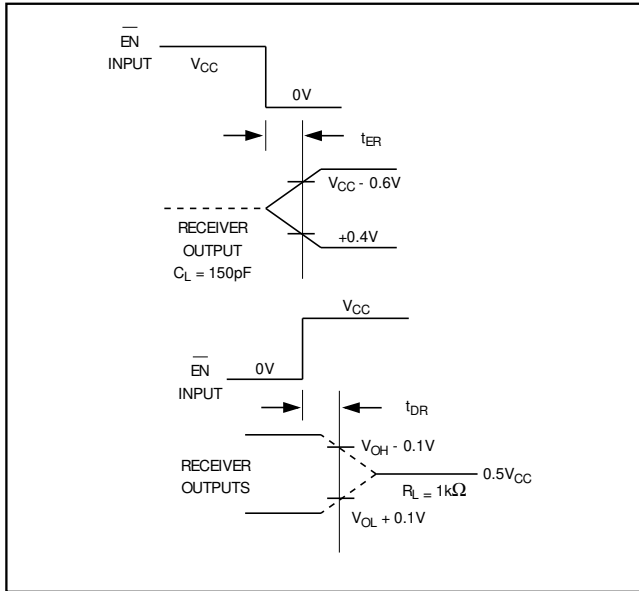 EN
INPUT
VCC
0V
tER
VCC - 0.6V
RECEIVER
OUTPUT
CL = 150pF
+0.4V
VCC
EN
INPUT
0V
tDR
VOH - 0.1V
RECEIVER
OUTPUTS
0.5VCC
RL = 1kΩ
VOL + 0.1V